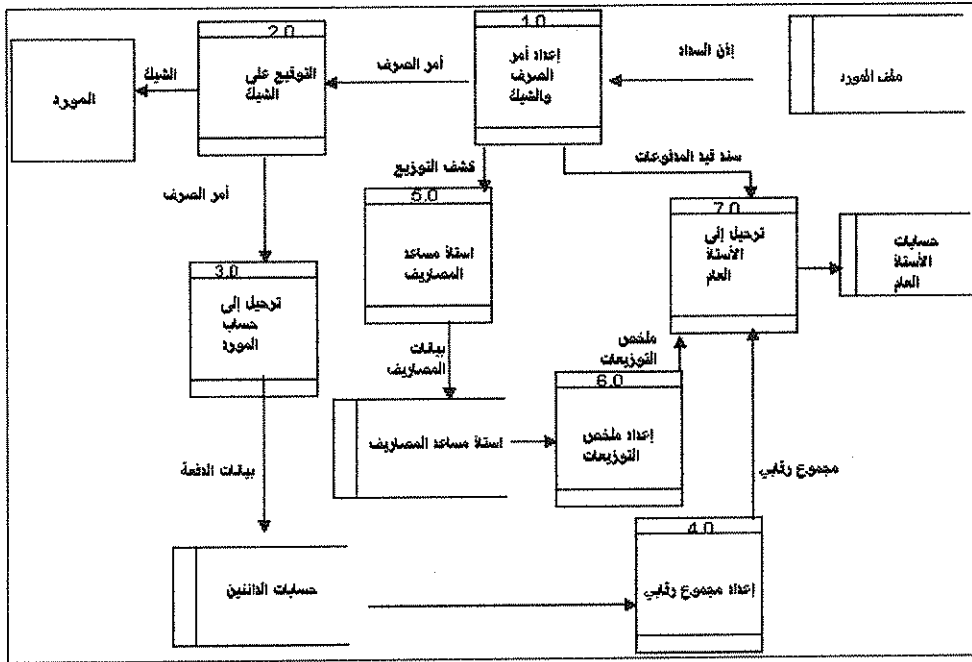 ملف المورد
إذن السداد
1.0
إعداد أمر
الصرف
والشيك
أمر الصرف
2.0
التوقيع على
الشيك
الشيك
المورد
سند قيد المدفوعات
كشف التوزيع
أمر الصرف
5.0
استاذ مساعد
المصاريف
7.0
ترحيل إلى
الأستاذ
العام
حسابات
الأستاذ
العام
3.0
ترحيل إلى
حساب
المورد
بيانات
المصاريف
ملخص
التوزيعات
6.0
إعداد ملخص
التوزيعات
استاذ مساعد المصاريف
بيانات الدفعة
مجموع رقابي
4.0
إعداد مجموع رقابي
حسابات الدائنين